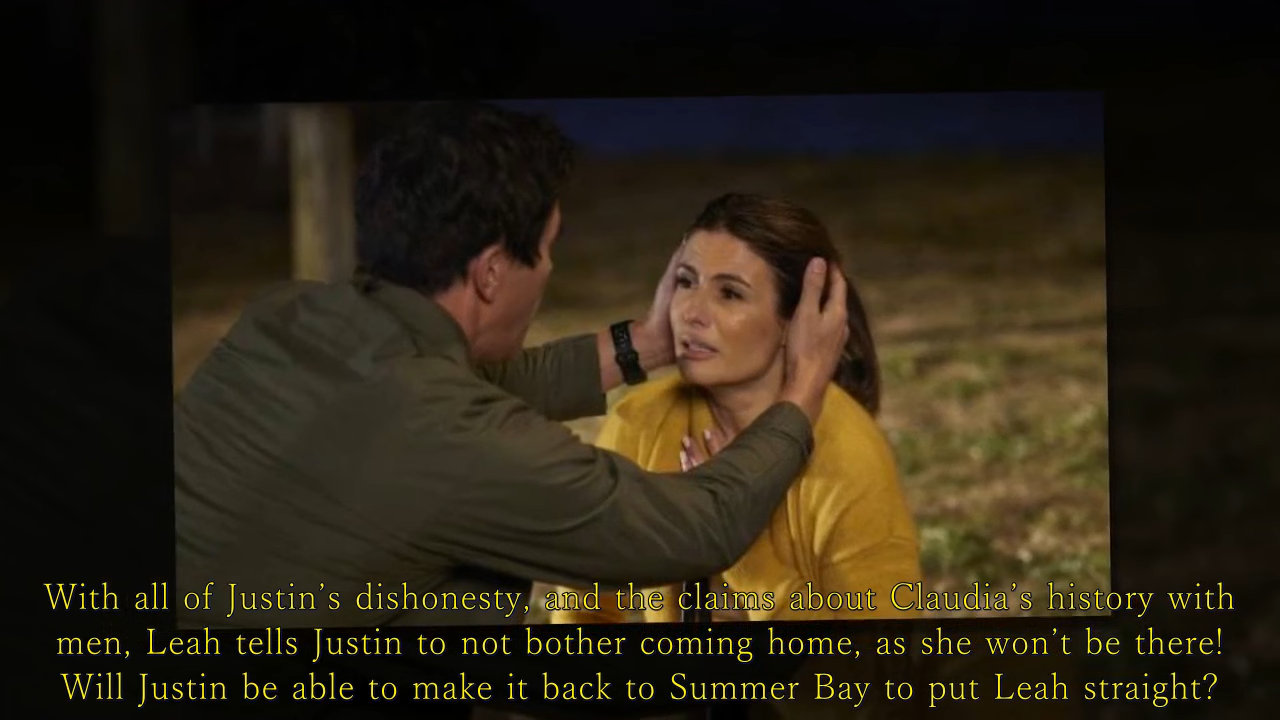 With all of Justin’s dishonesty, and the claims about Claudia’s history with
men, Leah tells Justin to not bother coming home, as she won’t be there!
Will Justin be able to make it back to Summer Bay to put Leah straight?